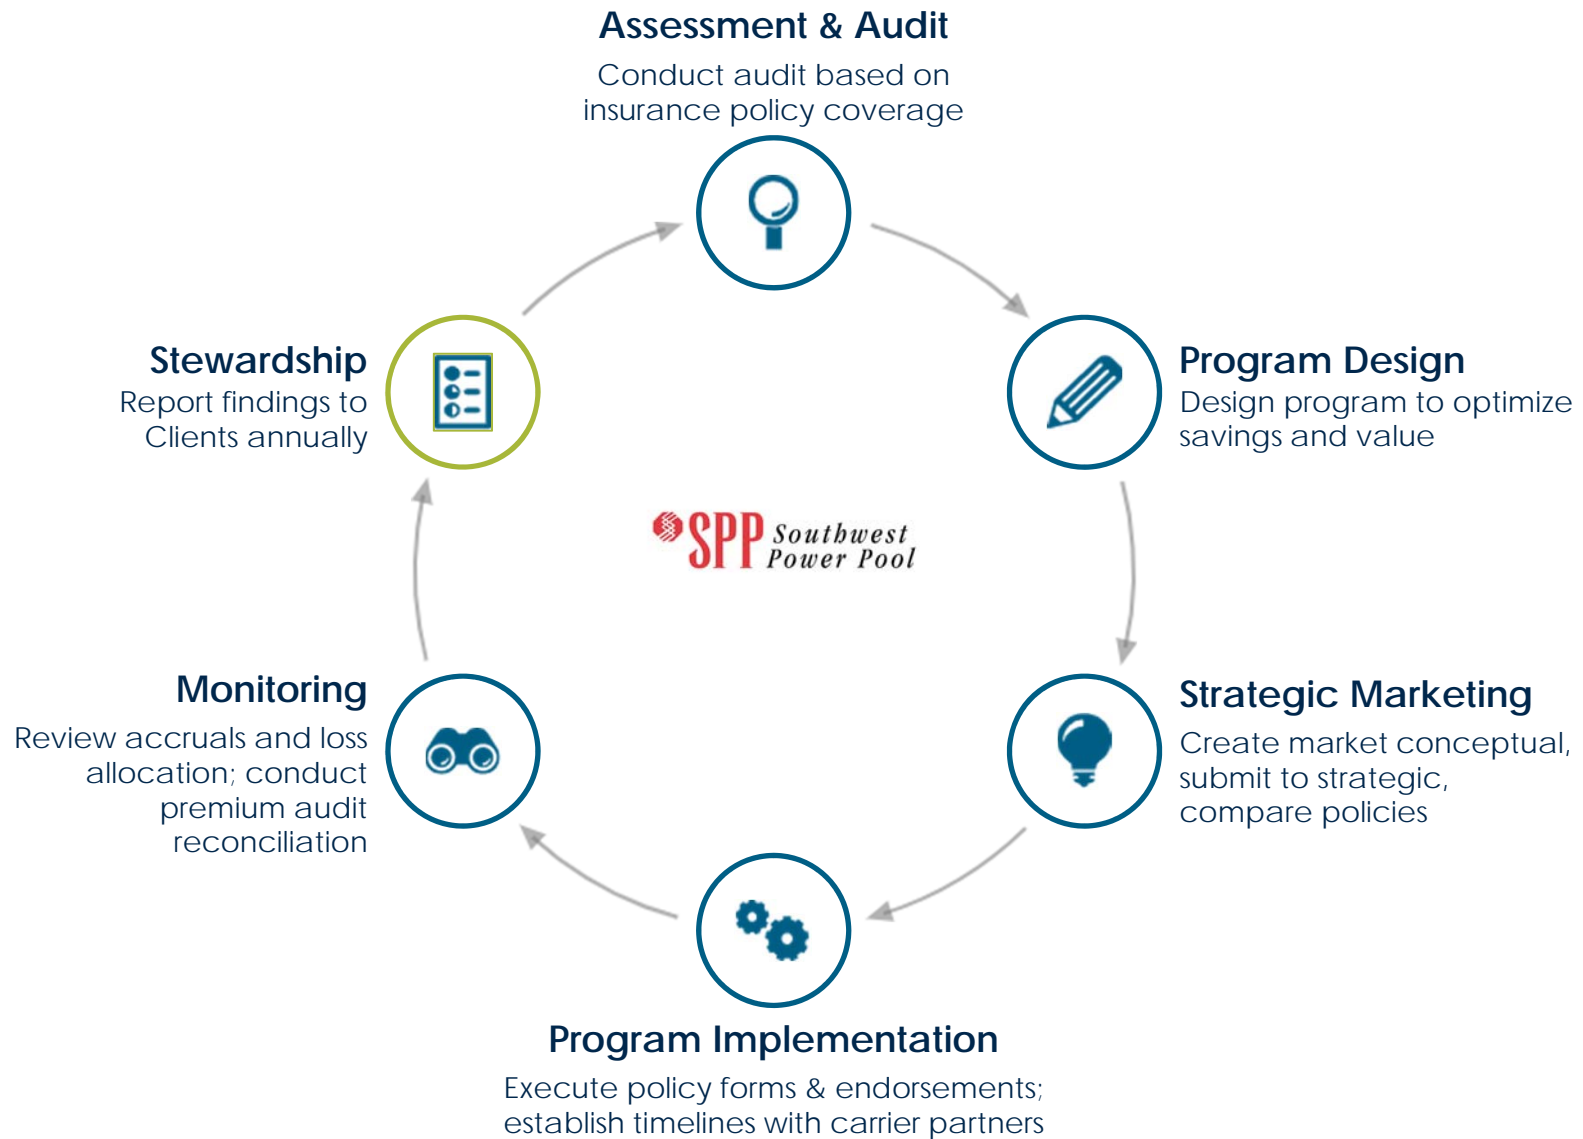 Assessment & Audit
Conduct audit based on
insurance policy coverage
Program Design
Design program to optimize
savings and value
Strategic Marketing
Create market conceptual,
submit to strategic,
compare policies
Program Implementation
Execute policy forms & endorsements;
establish timelines with carrier partners
Monitoring
Review accruals and loss
allocation; conduct
premium audit
reconciliation
Stewardship
Report findings to
Clients annually
SPP Southwest
Power Pool